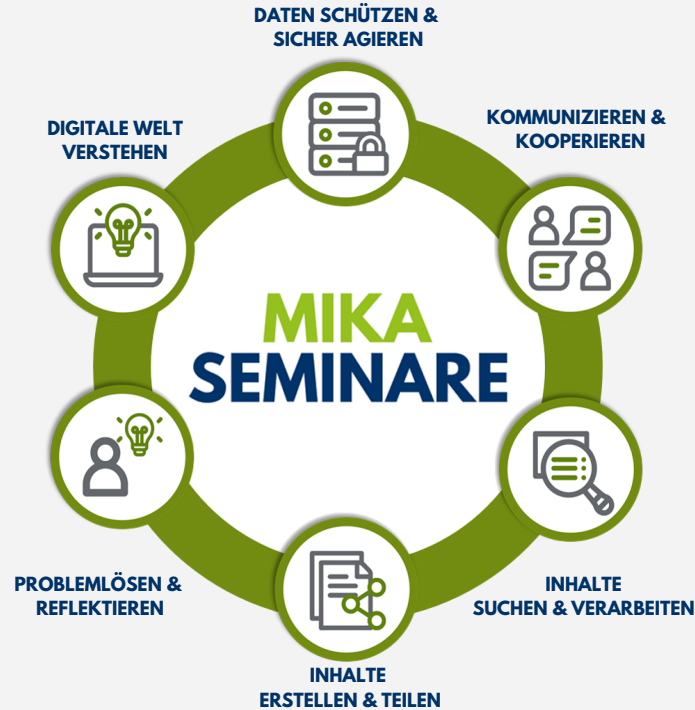 DATEN SCHÜTZEN &
SICHER AGIEREN
KOMMUNIZIEREN &
KOOPERIEREN
DIGITALE WELT
VERSTEHEN
MIKA
SEMINARE
PROBLEMLÖSEN &
REFLEKTIEREN
INHALTE
SUCHEN & VERARBEITEN
INHALTE
ERSTELLEN & TEILEN